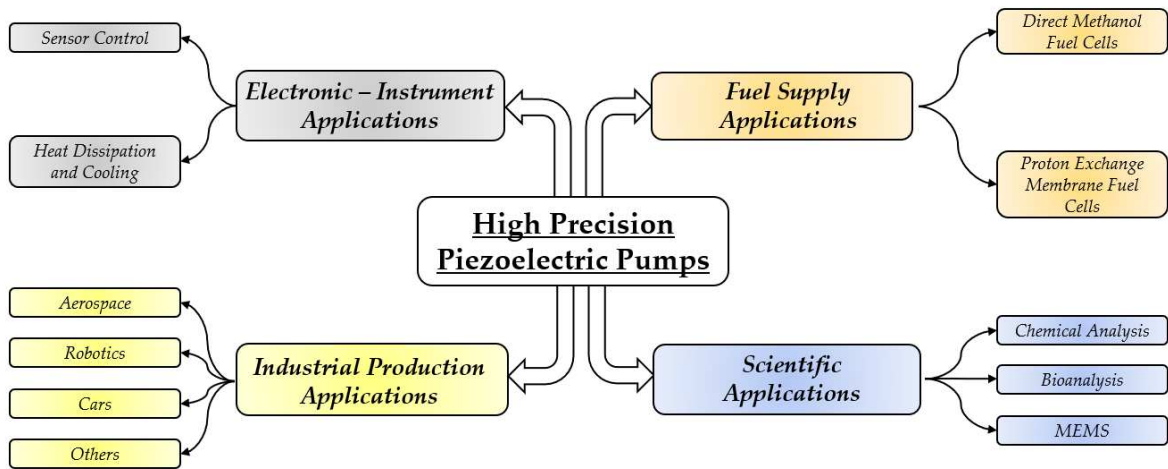 Sensor Control
Heat Dissipation
and Cooling
Electronic – Instrument
Applications
Fuel Supply
Applications
Direct Methanol
Fuel Cells
Proton Exchange
Membrane Fuel
Cells
High Precision
Piezoelectric Pumps
Aerospace
Robotics
Cars
Others
Industrial Production
Applications
Scientific
Applications
Chemical Analysis
Bioanalysis
MEMS